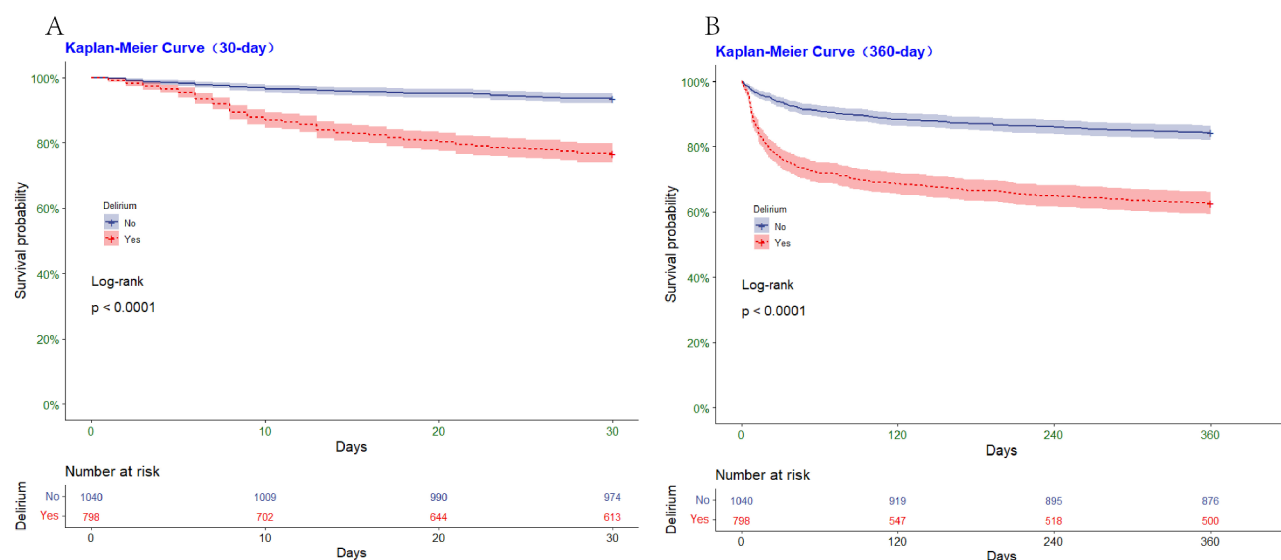 A
Kaplan-Meier Curve（30-day）
100%
80%
60%
40%
20%
0%
Survival probability
Delirium
No
Yes
Log-rank
p < 0.0001
0 10 20 30
Days
Number at risk
Delirium
No 1040 1009 990 974
Yes 798 702 644 613
0 10 20 30
Days
B
Kaplan-Meier Curve（360-day）
100%
80%
60%
40%
20%
0%
Survival probability
Delirium
No
Yes
Log-rank
p < 0.0001
0 120 240 360
Days
Number at risk
Delirium
No 1040 919 895 876
Yes 798 547 518 500
0 120 240 360
Days